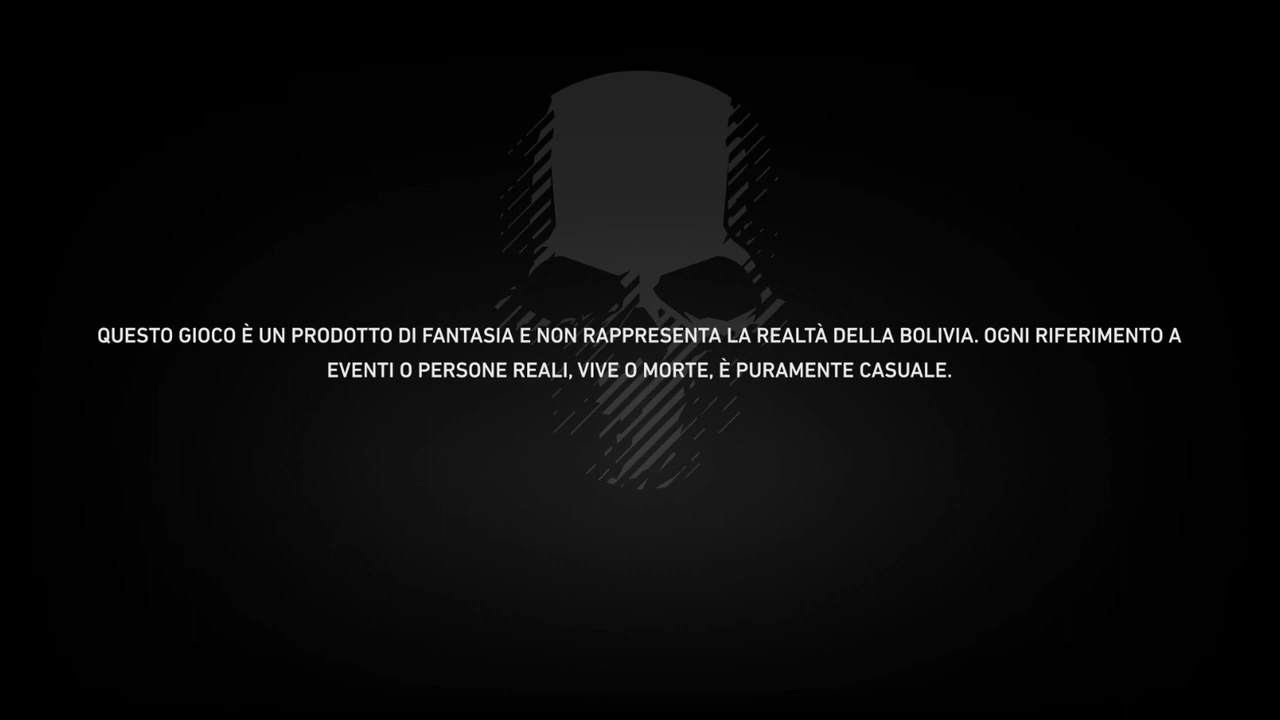 QUESTO GIOCO È UN PRODOTTO DI FANTASIA E NON RAPPRESENTA LA REALTÀ DELLA BOLIVIA. OGNI RIFERIMENTO A
EVENTI O PERSONE REALI, VIVE O MORTE, È PURAMENTE CASUALE.